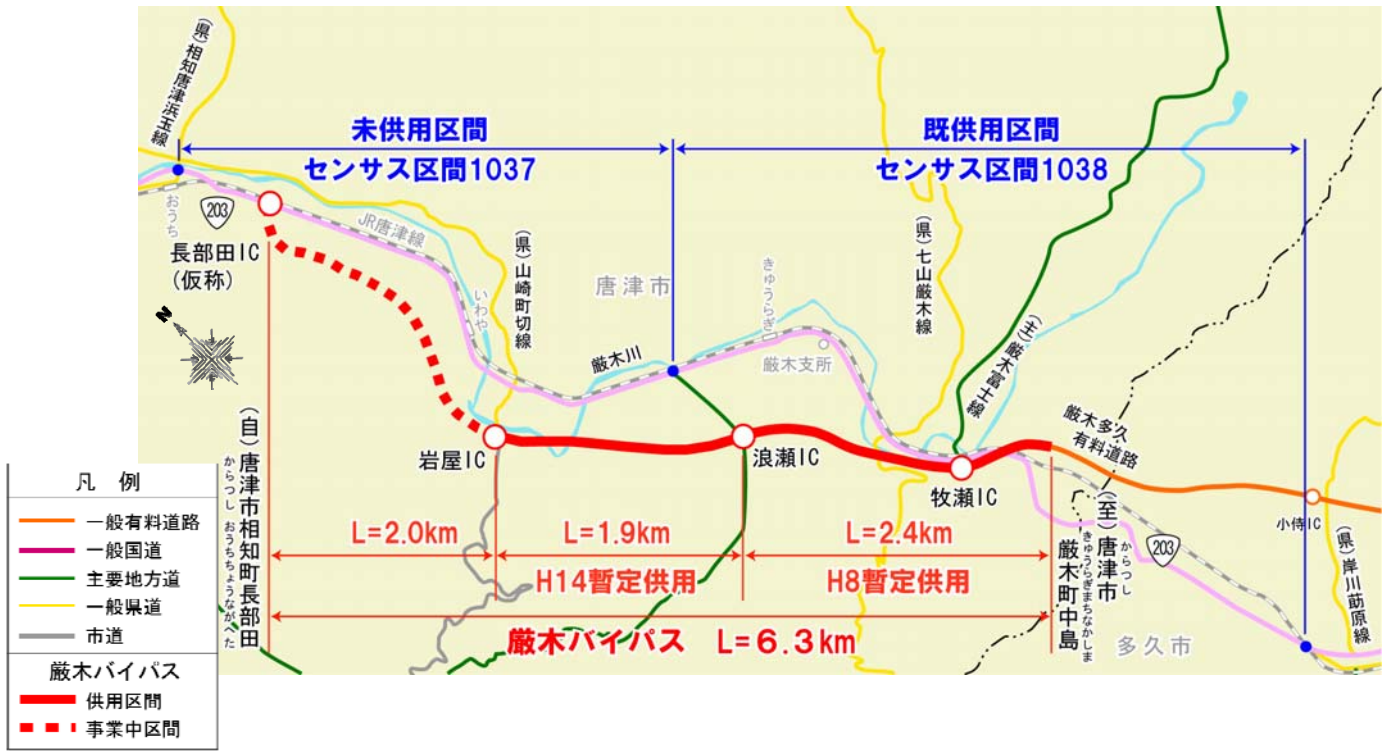 (県)相知唐津浜玉線
未供用区間
センサス区間1037
既供用区間
センサス区間1038
おうち
203
長部田IC
(仮称)
JR唐津線
いわや
(県)山崎町切線
唐津市
きゅうらぎ
厳木支所
(県)七山厳木線
(主)厳木富士線
厳木川
N
岩屋IC
浪瀬IC
牧瀬IC
厳木多久
有料道路
小侍IC
(県)岸川莇原線
203
多久市
(自)唐津市相知町長部田
からつし おうちちょうながへた
(至)唐津市
からつし
厳木町中島
きゅうらぎまちなかしま
L=2.0km
L=1.9km
L=2.4km
H14暫定供用
H8暫定供用
厳木バイパス L=6.3km
凡 例
一般有料道路
一般国道
主要地方道
一般県道
市道
厳木バイパス
供用区間
事業中区間